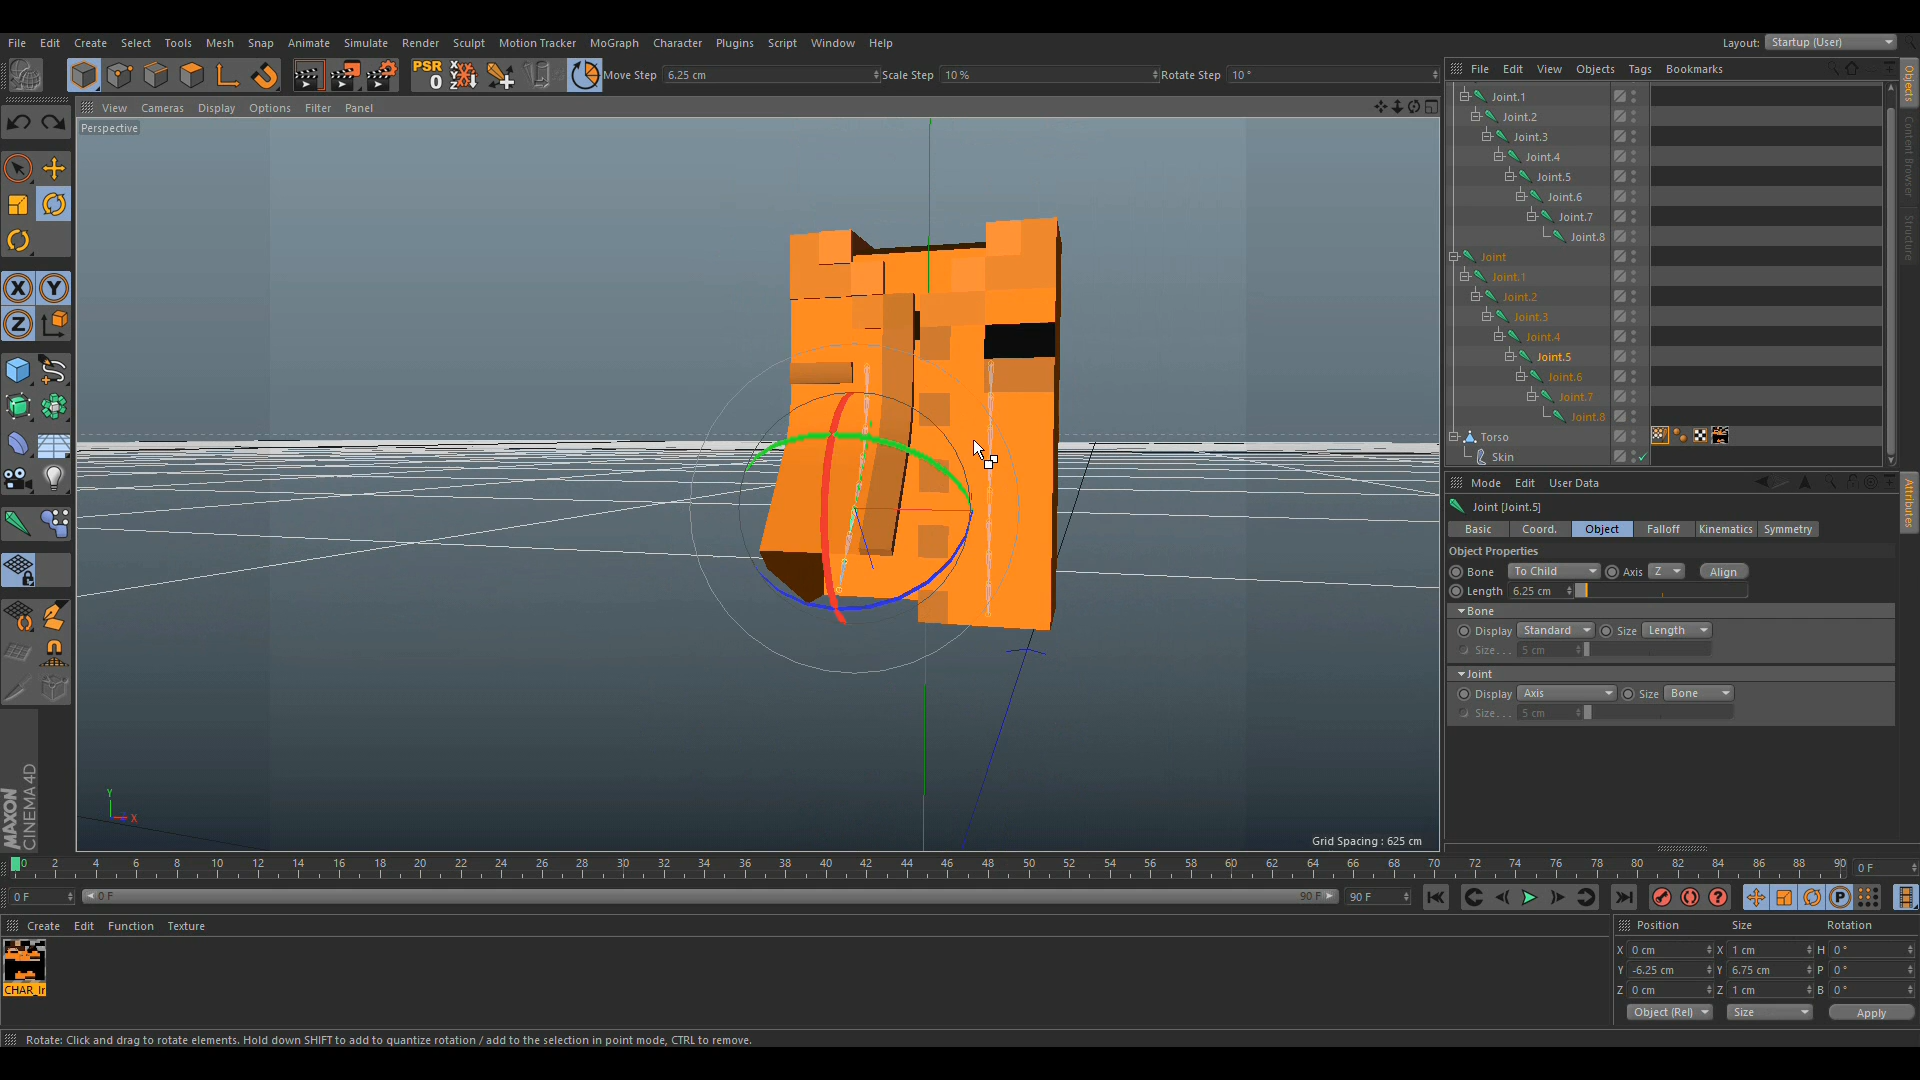 File Edit Create Select Tools Mesh Snap Animate Simulate Render Sculpt Motion Tracker MoGraph Character Plugins Script Window Help
Layout: Startup (User)
PSR 0
Move Step 6.25 cm Scale Step 10 % Rotate Step 10 °
File Edit View Objects Tags Bookmarks
View Cameras Display Options Filter Panel
Perspective
Joint.1
Joint.2
Joint.3
Joint.4
Joint.5
Joint.6
Joint.7
Joint.8
Joint
Joint.1
Joint.2
Joint.3
Joint.4
Joint.5
Joint.6
Joint.7
Joint.8
Torso
Skin
Objects
Content Browser
Structure
Attributes
X Y
Z
Mode Edit User Data
Joint [Joint.5]
Basic Coord. Object Falloff Kinematics Symmetry
Object Properties
Bone To Child Axis Z Align
Length 6.25 cm
Bone
Display Standard Size Length
Size... 5 cm
Joint
Display Axis Size Bone
Size... 5 cm
Y
X
MAXON
CINEMA 4D
Grid Spacing : 625 cm
0 2 4 6 8 10 12 14 16 18 20 22 24 26 28 30 32 34 36 38 40 42 44 46 48 50 52 54 56 58 60 62 64 66 68 70 72 74 76 78 80 82 84 86 88 90 0 F
0 F 0 F 90 F 90 F
Create Edit Function Texture
CHAR_Ir
Position Size Rotation
X 0 cm X 1 cm H 0 °
Y -6.25 cm Y 6.75 cm P 0 °
Z 0 cm Z 1 cm B 0 °
Object (Rel) Size Apply
Rotate: Click and drag to rotate elements. Hold down SHIFT to add to quantize rotation / add to the selection in point mode, CTRL to remove.